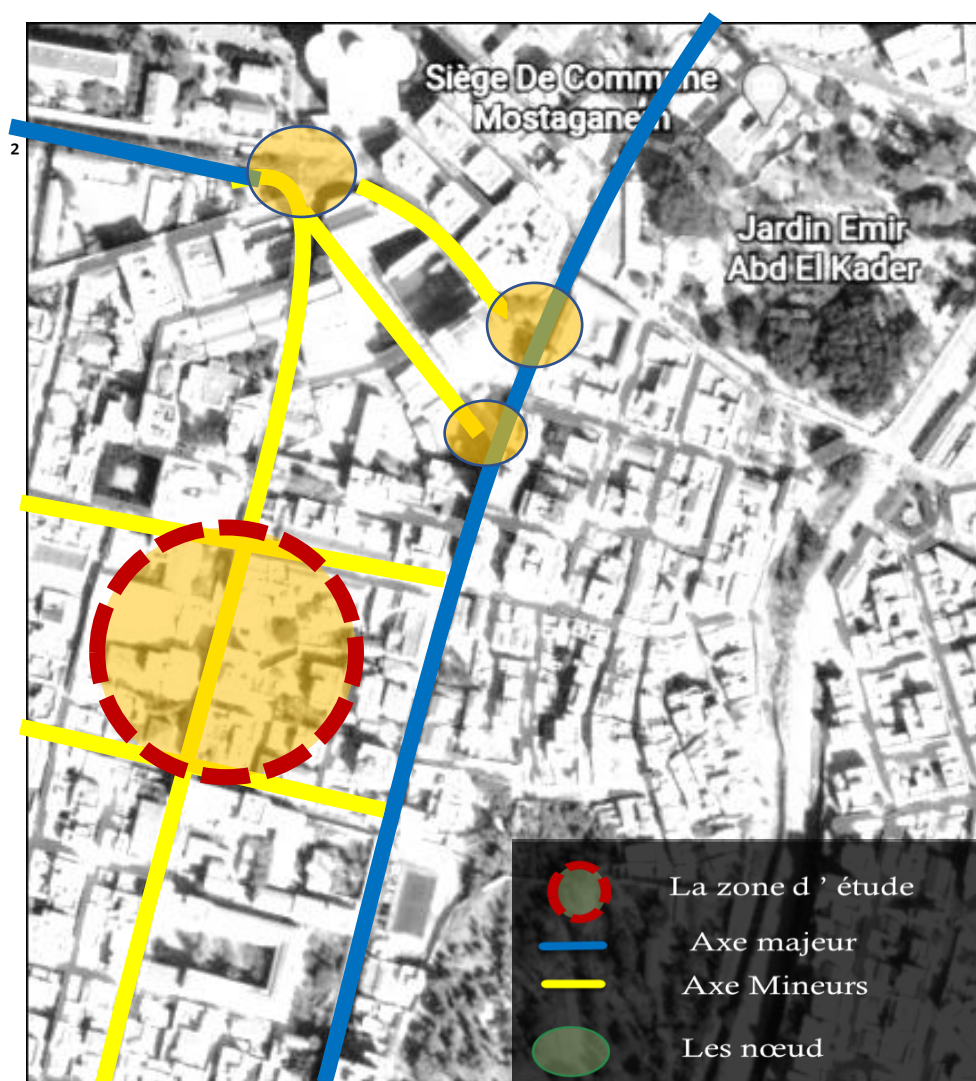 Siège De Commune
Mostaganem
2
Jardin Emir
Abd El Kader
La zone d ’ étude
Axe majeur
Axe Mineurs
Les nœud